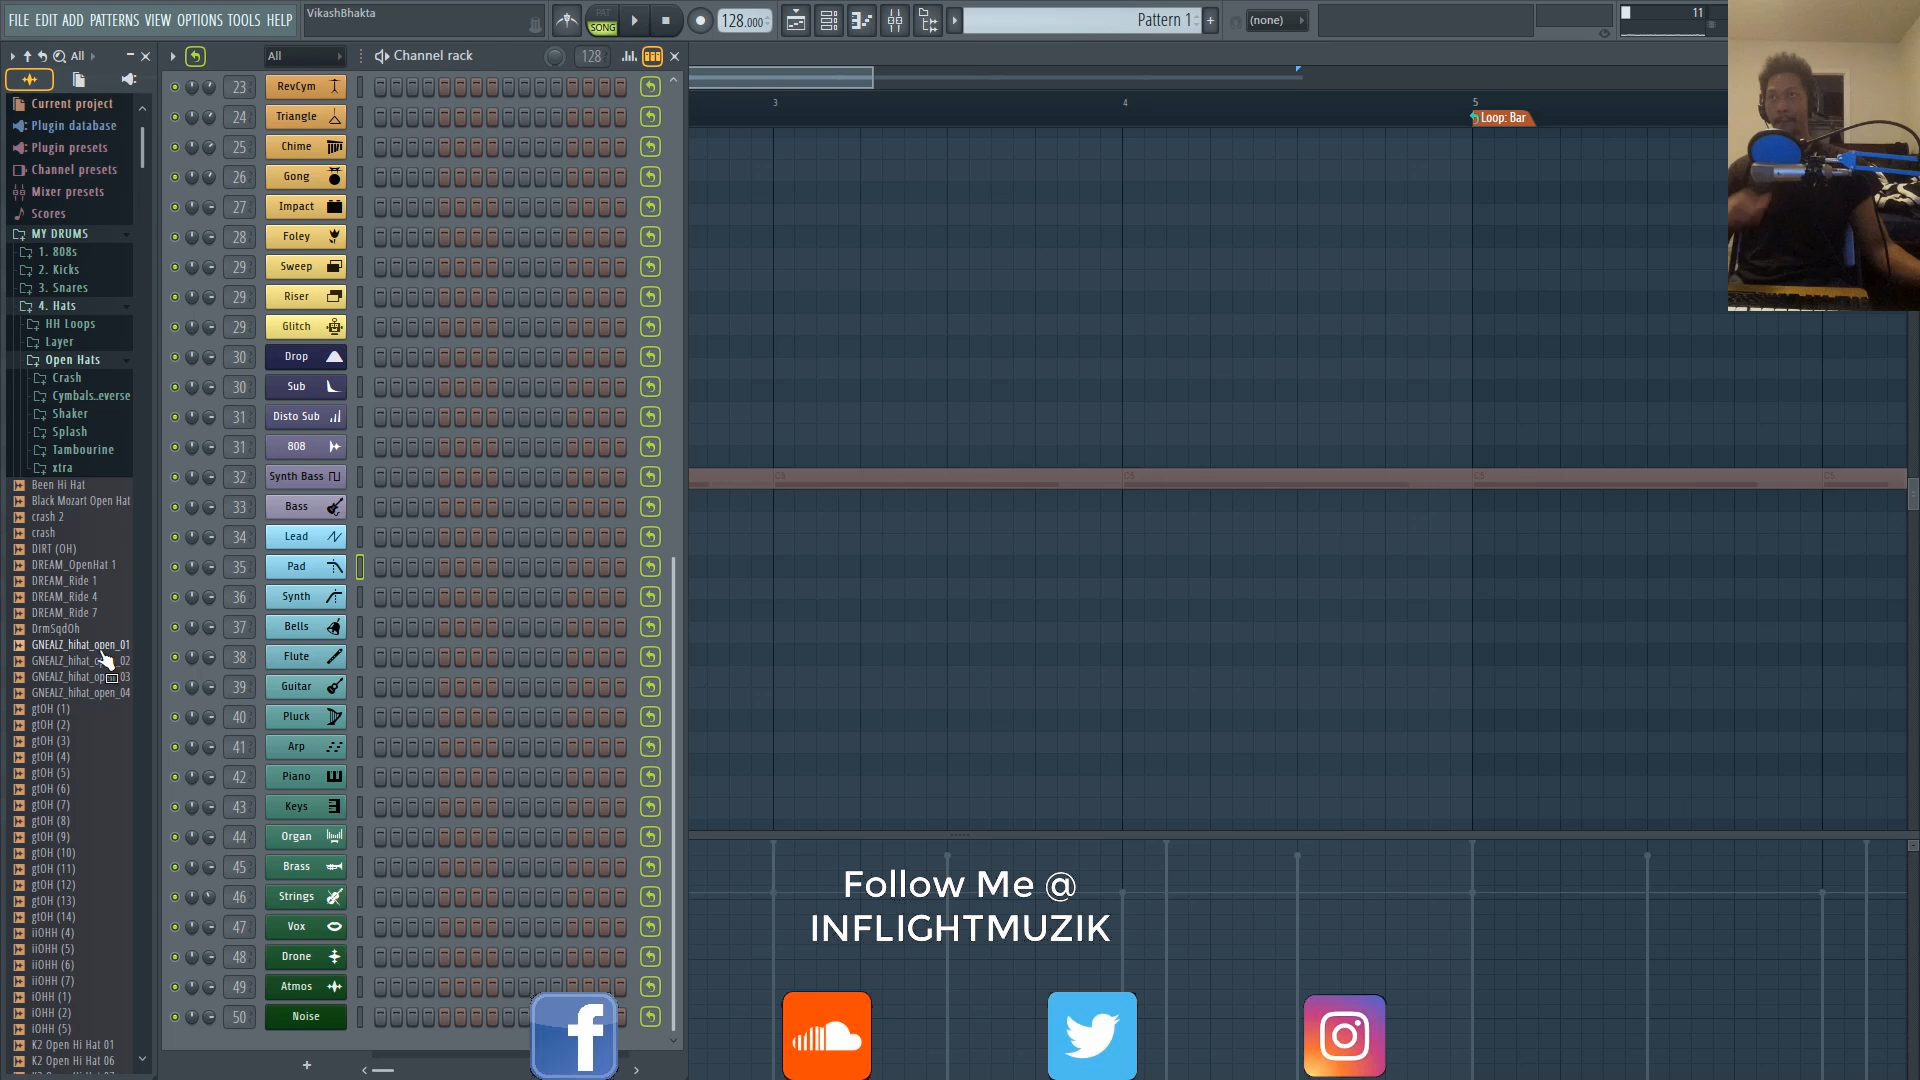 FILE EDIT ADD PATTERNS VIEW OPTIONS TOOLS HELP
VikashBhakta
PAT
SONG
128.000
Pattern 1
+
(none)
11
All
All
Channel rack
128
Current project
Plugin database
Plugin presets
Channel presets
Mixer presets
Scores
MY DRUMS
1. 808s
2. Kicks
3. Snares
4. Hats
HH Loops
Layer
Open Hats
Crash
Cymbals..everse
Shaker
Splash
Tambourine
xtra
Been Hi Hat
Black Mozart Open Hat
crash 2
crash
DIRT (OH)
DREAM_OpenHat 1
DREAM_Ride 1
DREAM_Ride 4
DREAM_Ride 7
DrmSqdOh
GNEALZ_hihat_open_01
GNEALZ_hihat_open_04
gtOH (1)
gtOH (2)
gtOH (3)
gtOH (4)
gtOH (5)
gtOH (6)
gtOH (7)
gtOH (8)
gtOH (9)
gtOH (10)
gtOH (11)
gtOH (12)
gtOH (13)
gtOH (14)
iiOHH (4)
iiOHH (5)
iiOHH (6)
iiOHH (7)
iOHH (1)
iOHH (2)
iOHH (5)
K2 Open Hi Hat 01
K2 Open Hi Hat 06
23 RevCym
24 Triangle
25 Chime
26 Gong
27 Impact
28 Foley
29 Sweep
29 Riser
29 Glitch
30 Drop
30 Sub
31 Disto Sub
31 808
32 Synth Bass
33 Bass
34 Lead
35 Pad
36 Synth
37 Bells
38 Flute
39 Guitar
40 Pluck
41 Arp
42 Piano
43 Keys
44 Organ
45 Brass
46 Strings
47 Vox
48 Drone
49 Atmos
50 Noise
+
3 4 5
Loop: Bar
C5 C5 C5 C5
Follow Me @
INFLIGHTMUZIK
f